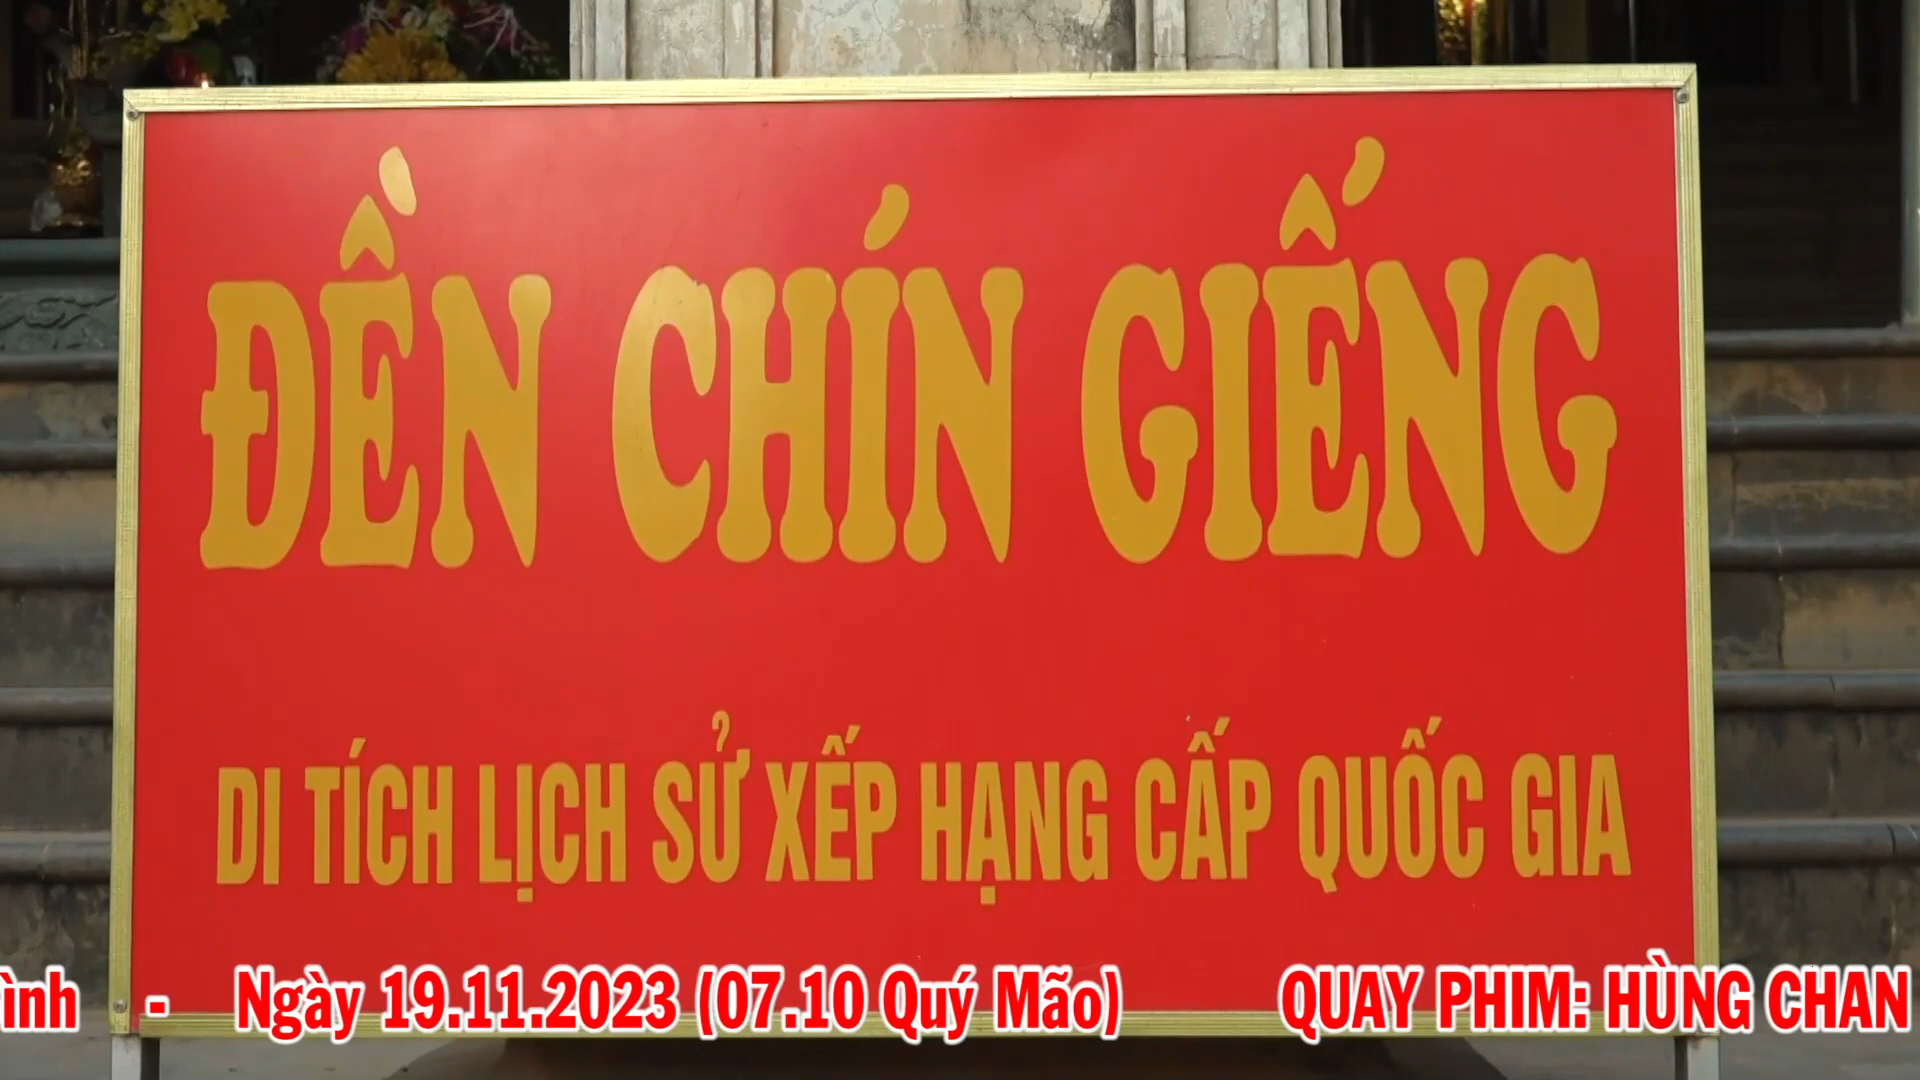 ĐỀN CHÍN GIẾNG
DI TÍCH LỊCH SỬ XẾP HẠNG CẤP QUỐC GIA
- Ngày 19.11.2023 (07.10 Quý Mão) QUAY PHIM: HÙNG CHAN